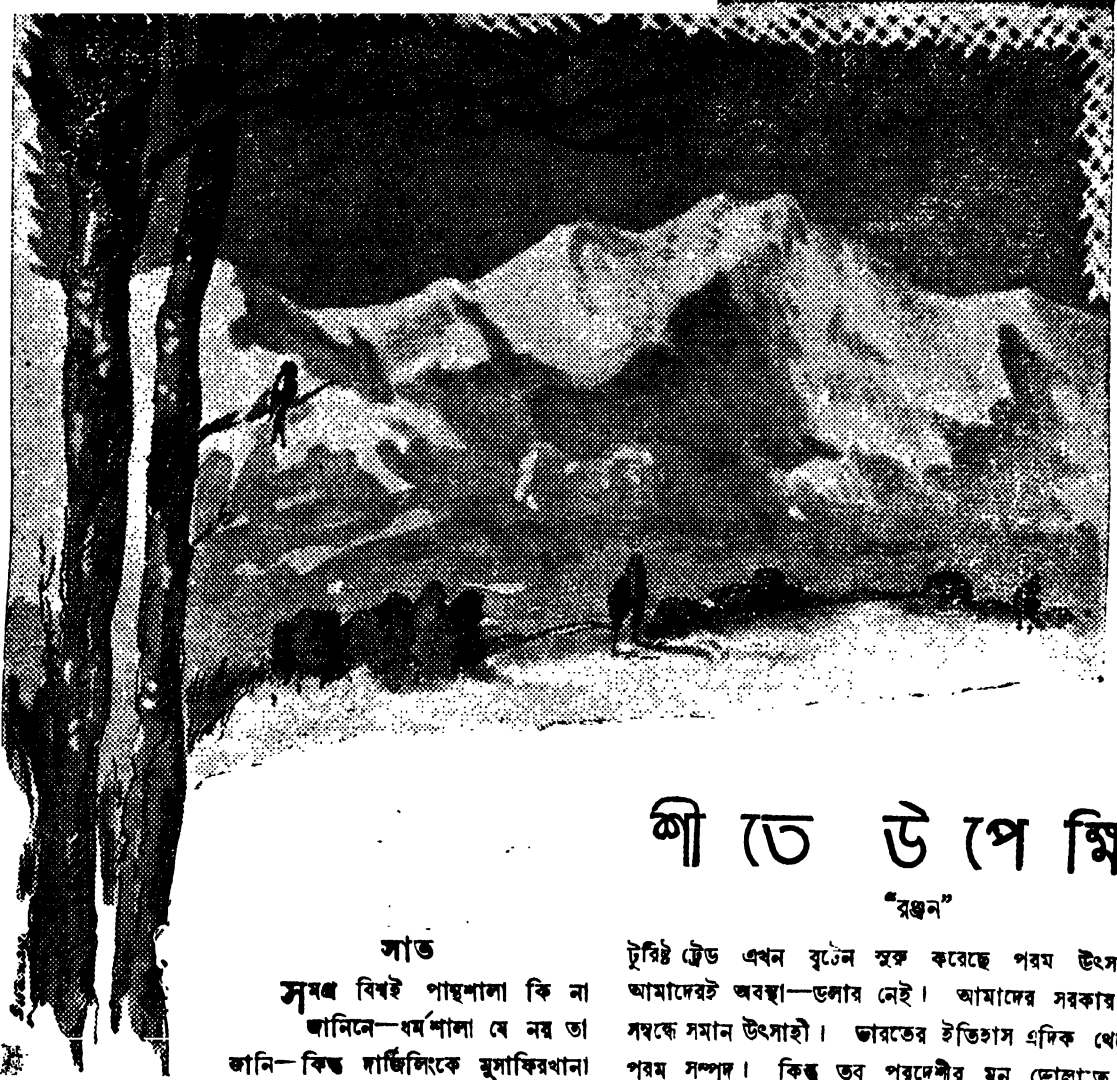 শীতে উপেক্ষি
"রঞ্জন"
সাত
সমগ্র বিশ্বই পান্থশালা কি না
জানিনে—ধর্মশালা যে নয় তা
জানি—কিন্তু দার্জিলিংকে মুসাফিরখানা
টুরিষ্ট ট্রেড এখন বৃটেন সুরু করেছে পরম উৎস
আমাদেরই অবস্থা—ডলার নেই। আমাদের সরকার
সম্বন্ধে সমান উৎসাহী। ভারতের ইতিহাস এদিক থে
পরম সম্পদ। কিন্তু তবু পরদেশীর মন